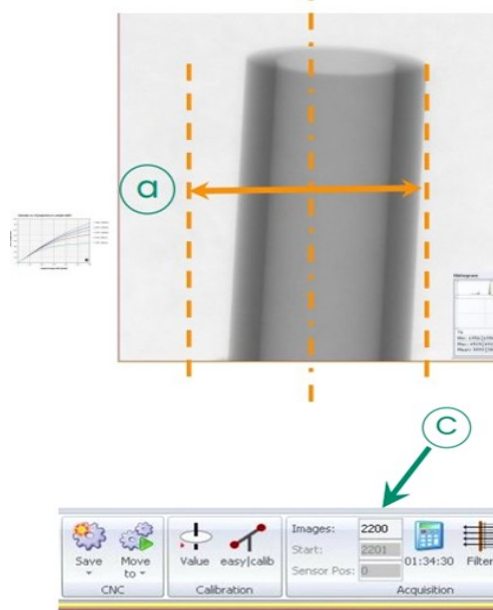 a
Histogram
C
Images: 2200
Start: 2201
Sensor Pos: 0
01:34:30
Filter
Save
Move to
Value
easy|calib
CNC
Calibration
Acquisition